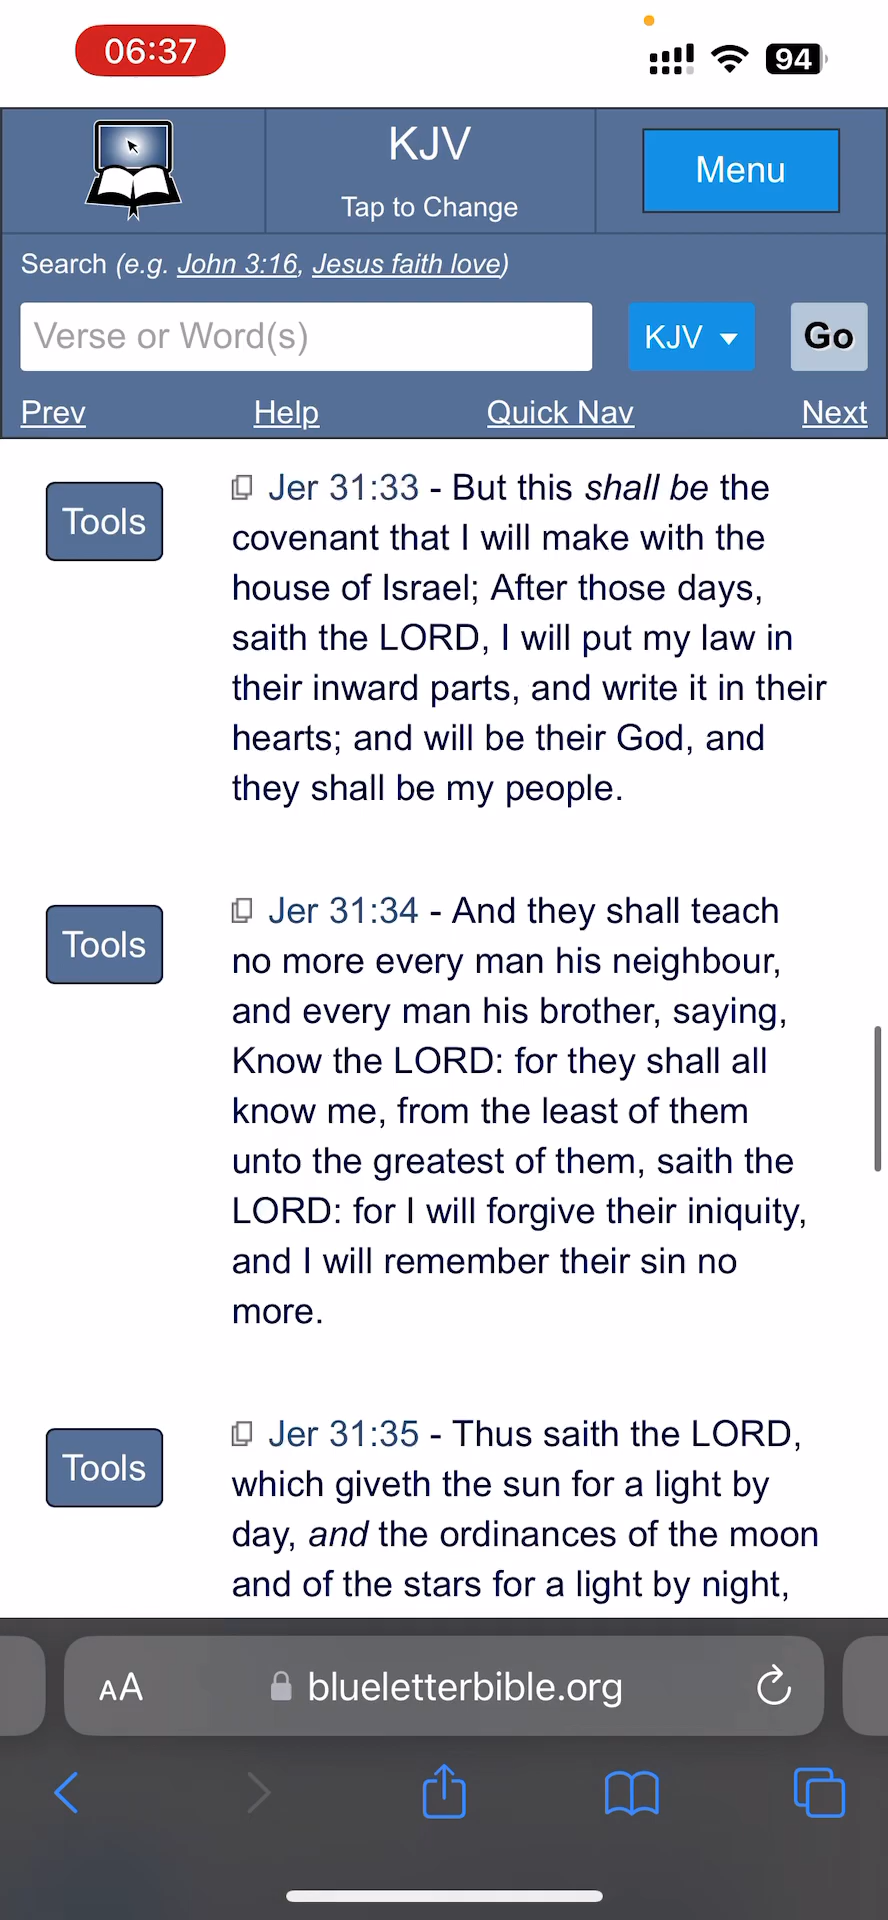 06:37
94
KJV
Tap to Change
Menu
Search (e.g. John 3:16, Jesus faith love)
Verse or Word(s)
KJV
Go
Prev
Help
Quick Nav
Next
Tools
Jer 31:33 - But this shall be the
covenant that I will make with the
house of Israel; After those days,
saith the LORD, I will put my law in
their inward parts, and write it in their
hearts; and will be their God, and
they shall be my people.
Tools
Jer 31:34 - And they shall teach
no more every man his neighbour,
and every man his brother, saying,
Know the LORD: for they shall all
know me, from the least of them
unto the greatest of them, saith the
LORD: for I will forgive their iniquity,
and I will remember their sin no
more.
Tools
Jer 31:35 - Thus saith the LORD,
which giveth the sun for a light by
day, and the ordinances of the moon
and of the stars for a light by night,
AA
blueletterbible.org